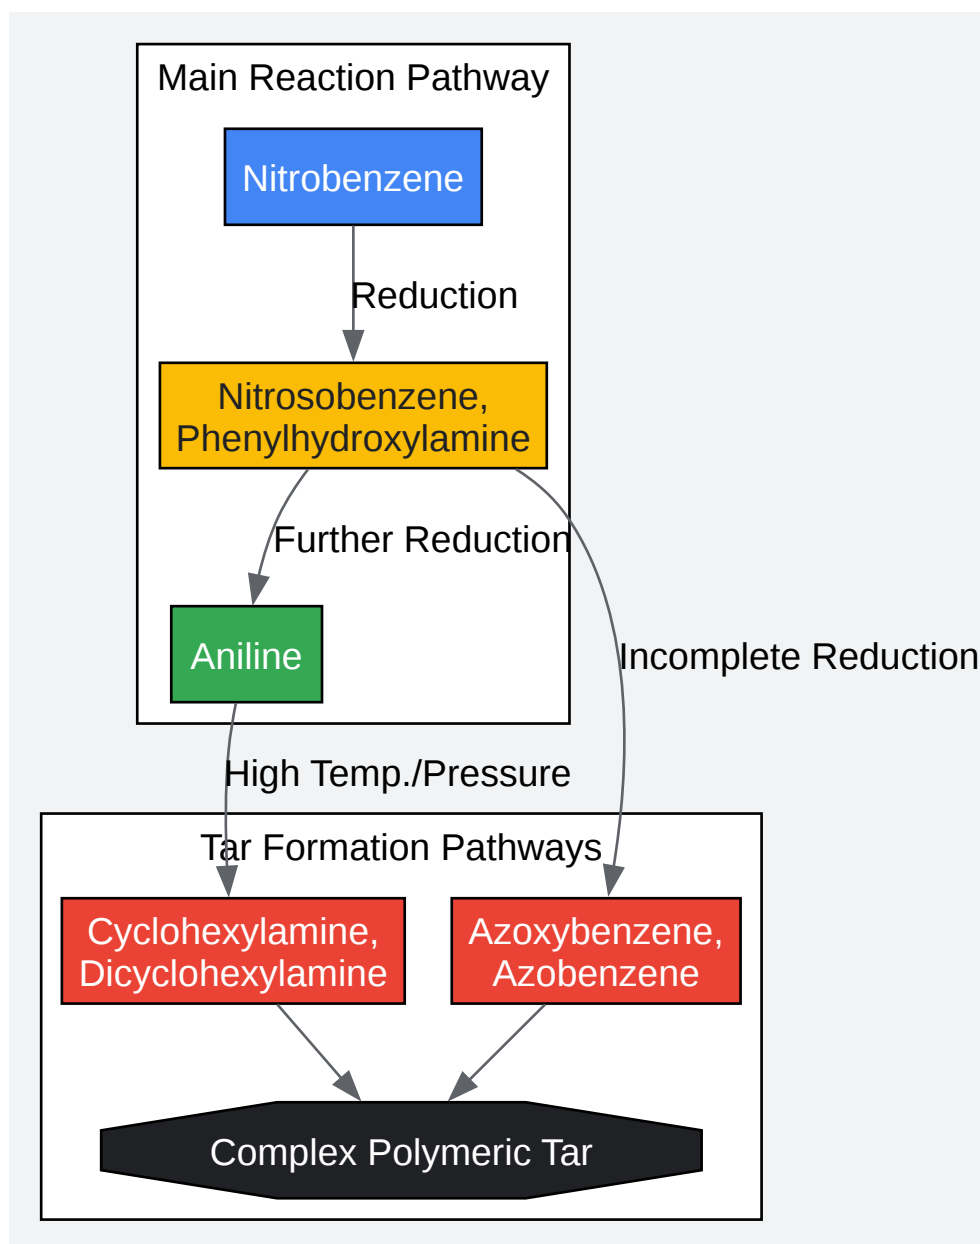 Main Reaction Pathway
Nitrobenzene
Reduction
Nitrosobenzene,
Phenylhydroxylamine
Further Reduction
Aniline
Incomplete Reduction
High Temp./Pressure
Tar Formation Pathways
Cyclohexylamine,
Dicyclohexylamine
Azoxybenzene,
Azobenzene
Complex Polymeric Tar